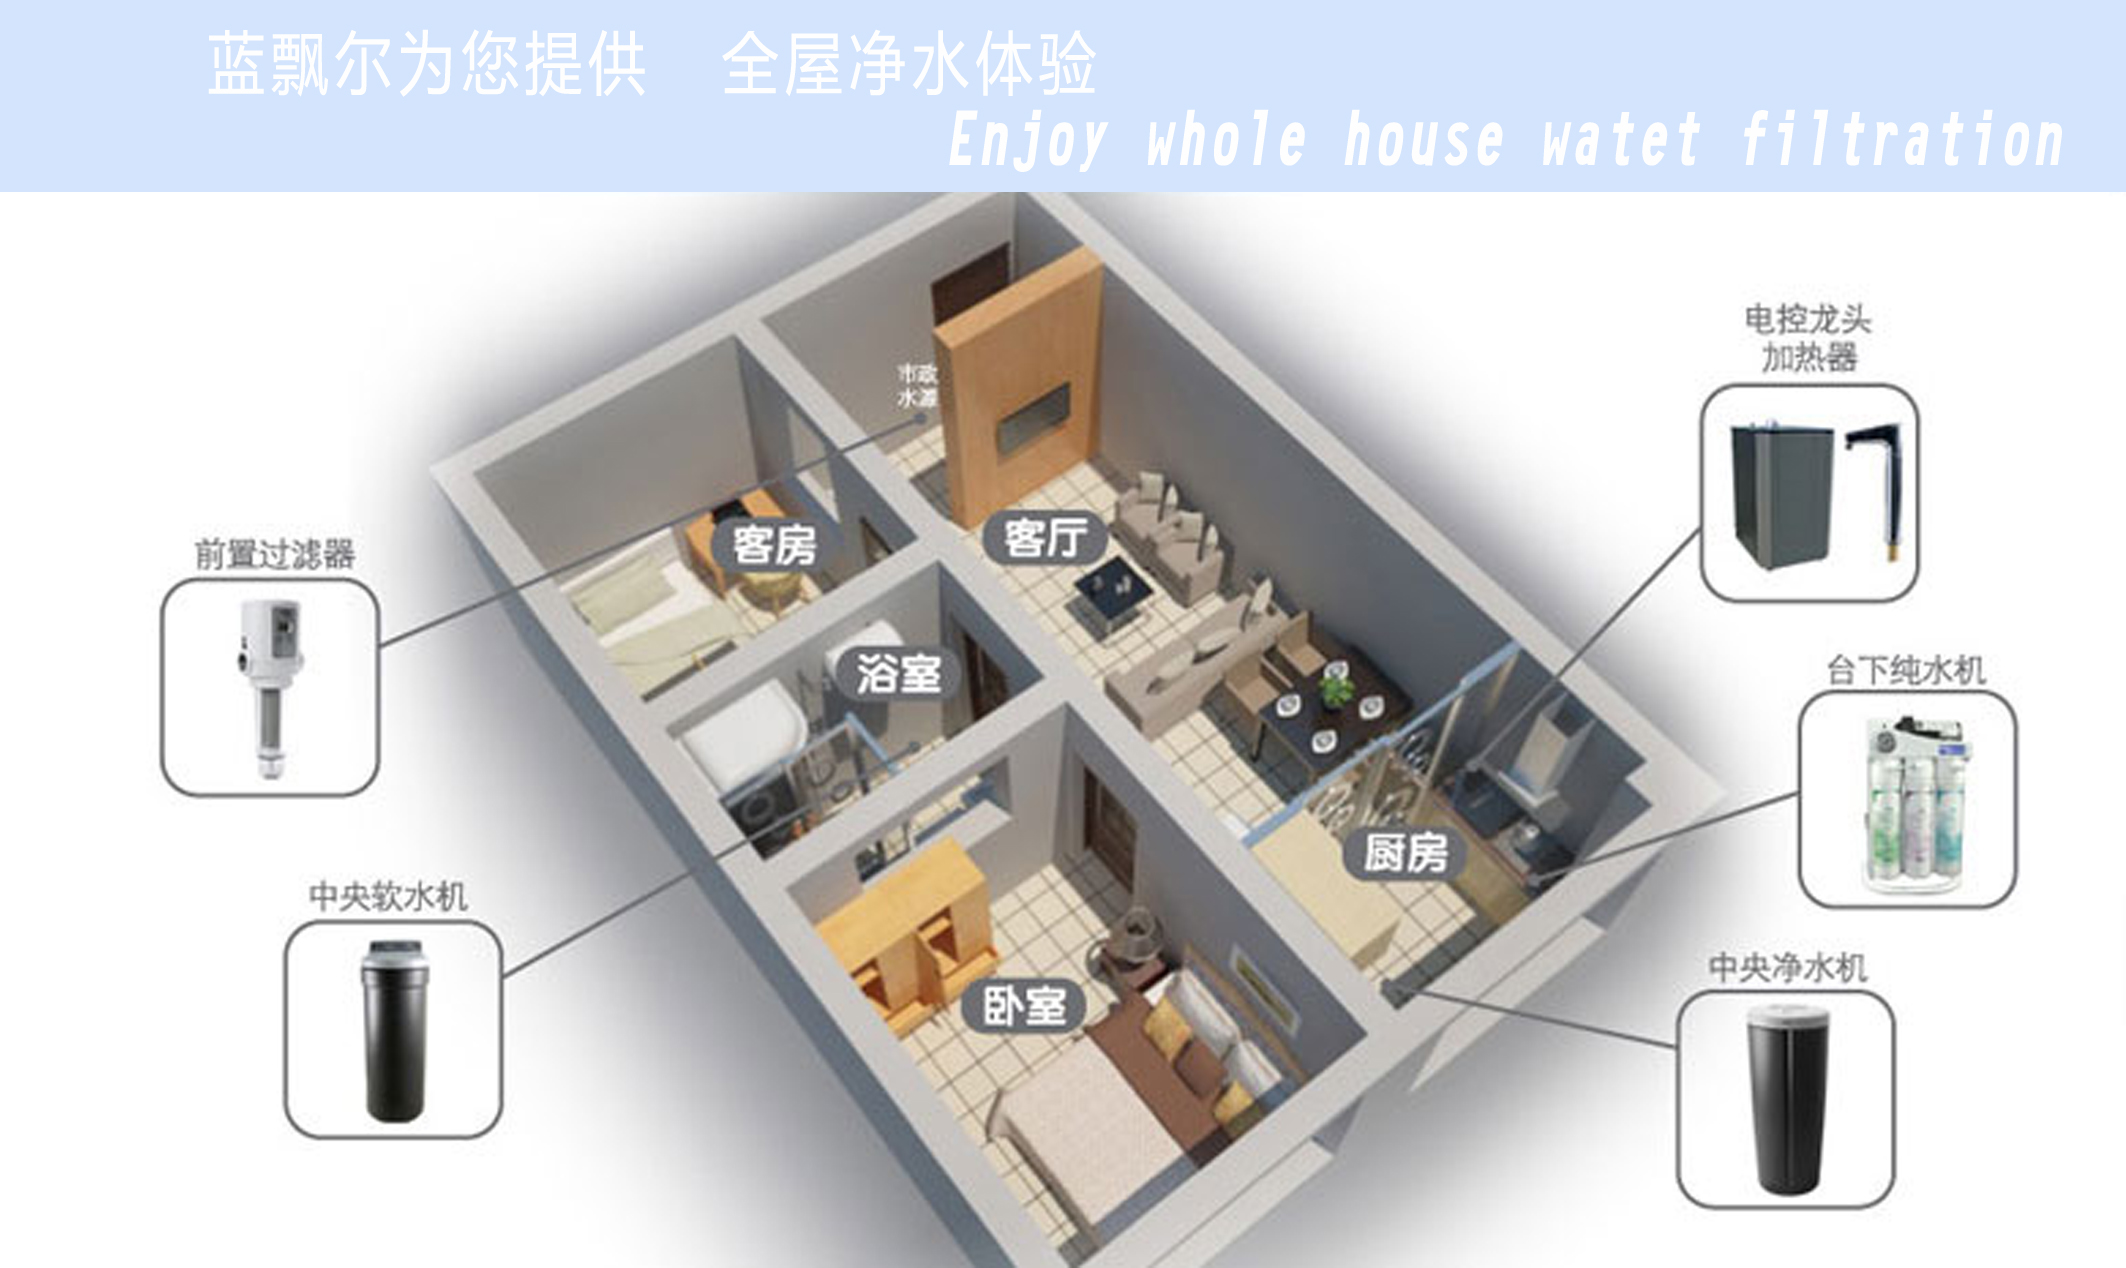 蓝飘尔为您提供 全屋净水体验
Enjoy whole house watet filtration
电控龙头
加热器
市政
水源
客房
客厅
前置过滤器
浴室
台下纯水机
厨房
中央软水机
中央净水机
卧室